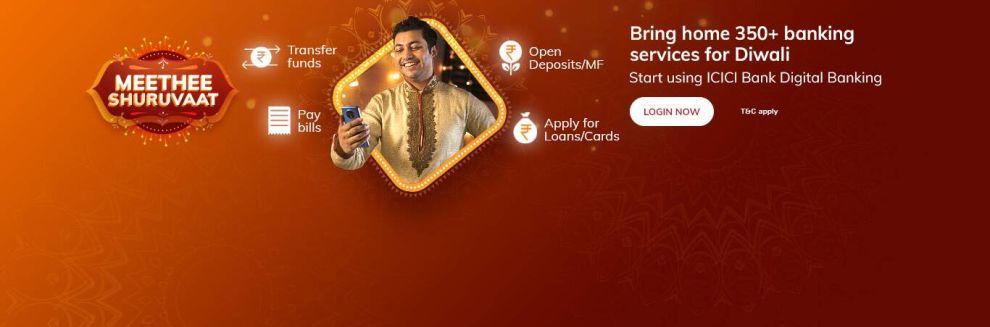 MEETHEE
SHURUVAAT
Transfer
funds
Pay
bills
Open
Deposits/MF
Apply for
Loans/Cards
Bring home 350+ banking
services for Diwali
Start using ICICI Bank Digital Banking
LOGIN NOW
T&C apply